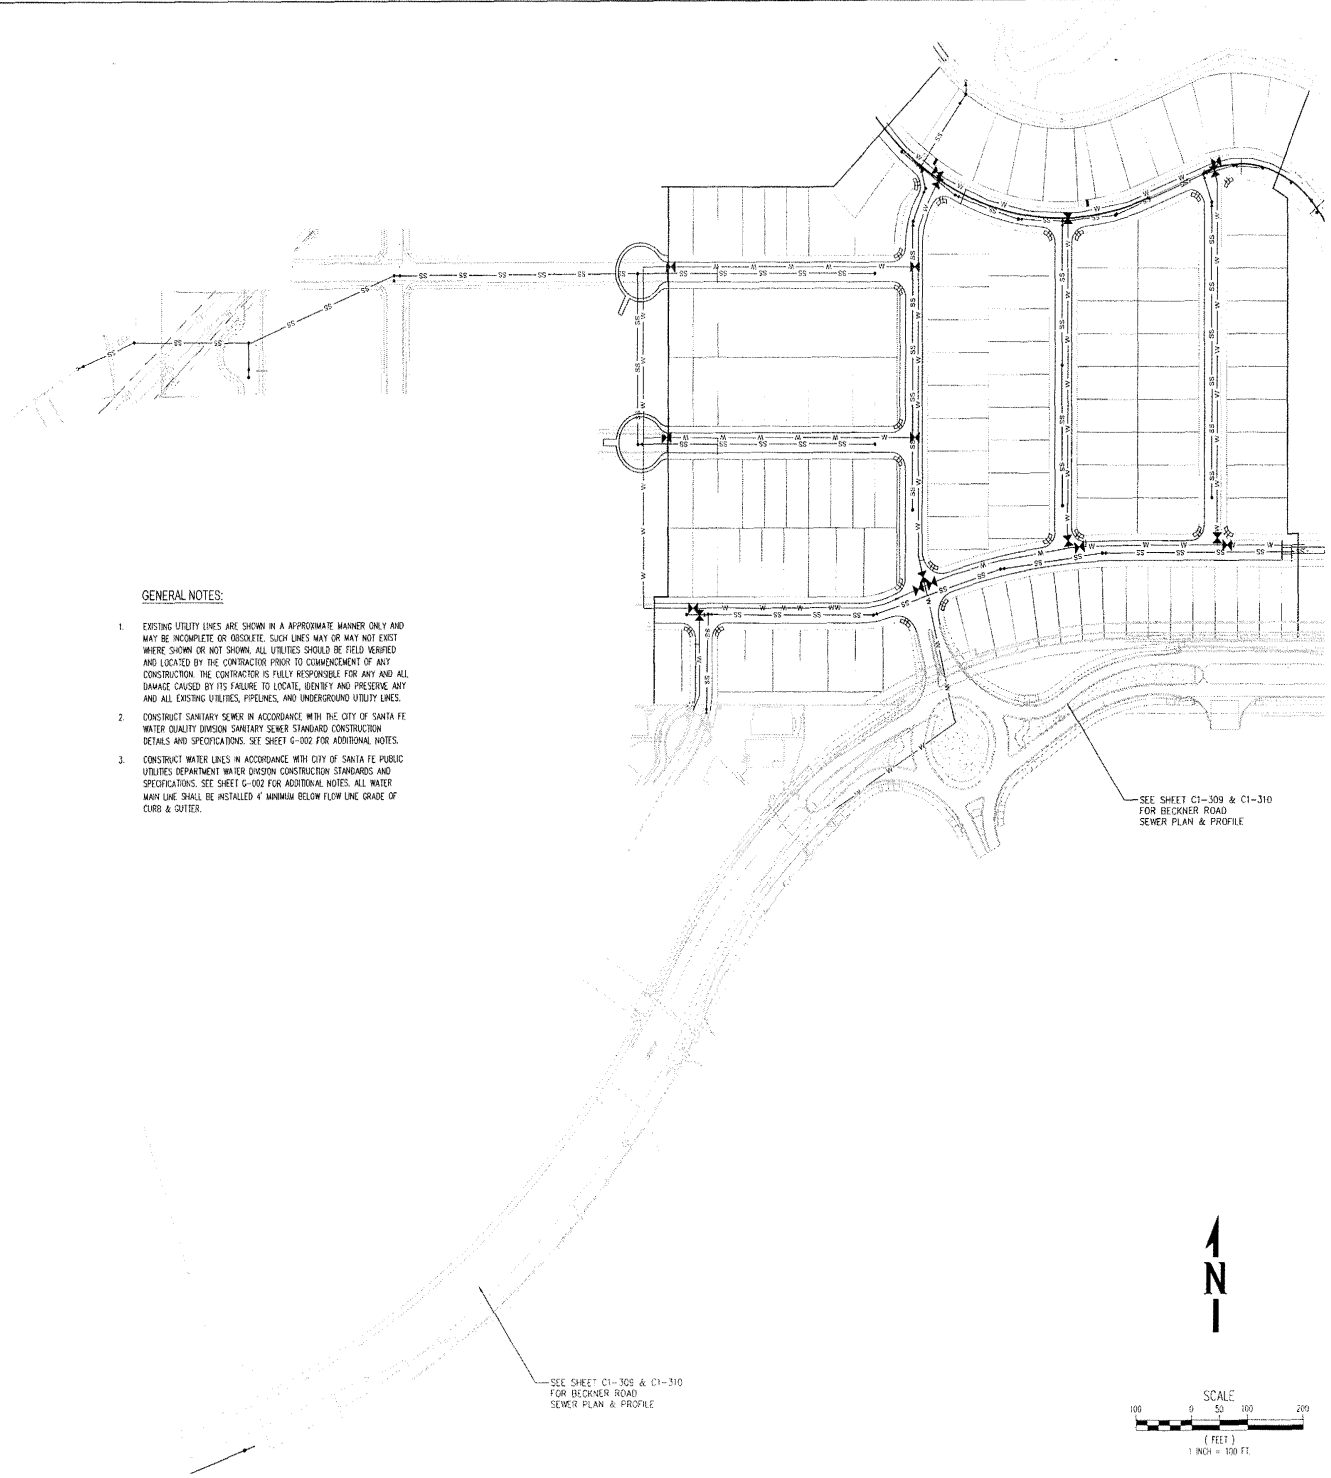 GENERAL NOTES:
1. EXISTING UTILITY LINES ARE SHOWN IN A APPROXIMATE MANNER ONLY AND
MAY BE INCOMPLETE OR OBSOLETE. SUCH LINES MAY OR MAY NOT EXIST
WHERE SHOWN OR NOT SHOWN. ALL UTILITIES SHOULD BE FIELD VERIFIED
AND LOCATED BY THE CONTRACTOR PRIOR TO COMMENCEMENT OF ANY
CONSTRUCTION. THE CONTRACTOR IS FULLY RESPONSIBLE FOR ANY AND ALL
DAMAGE CAUSED BY ITS FAILURE TO LOCATE, IDENTIFY AND PRESERVE ANY
AND ALL EXISTING UTILITIES, PIPELINES, AND UNDERGROUND UTILITY LINES.
2. CONSTRUCT SANITARY SEWER IN ACCORDANCE WITH THE CITY OF SANTA FE
WATER QUALITY DIVISION SANITARY SEWER STANDARD CONSTRUCTION
DETAILS AND SPECIFICATIONS. SEE SHEET G-002 FOR ADDITIONAL NOTES.
3. CONSTRUCT WATER LINES IN ACCORDANCE WITH CITY OF SANTA FE PUBLIC
UTILITIES DEPARTMENT WATER DIVISION CONSTRUCTION STANDARDS AND
SPECIFICATIONS. SEE SHEET G-002 FOR ADDITIONAL NOTES. ALL WATER
MAIN LINE SHALL BE INSTALLED 4' MINIMUM BELOW FLOW LINE GRADE OF
CURB & GUTTER.
SEE SHEET C1-309 & C1-310
FOR BECKNER ROAD
SEWER PLAN & PROFILE
SEE SHEET C1-309 & C1-310
FOR BECKNER ROAD
SEWER PLAN & PROFILE
N
SCALE
100 0 50 100 200
( FEET )
1 INCH = 100 FT.